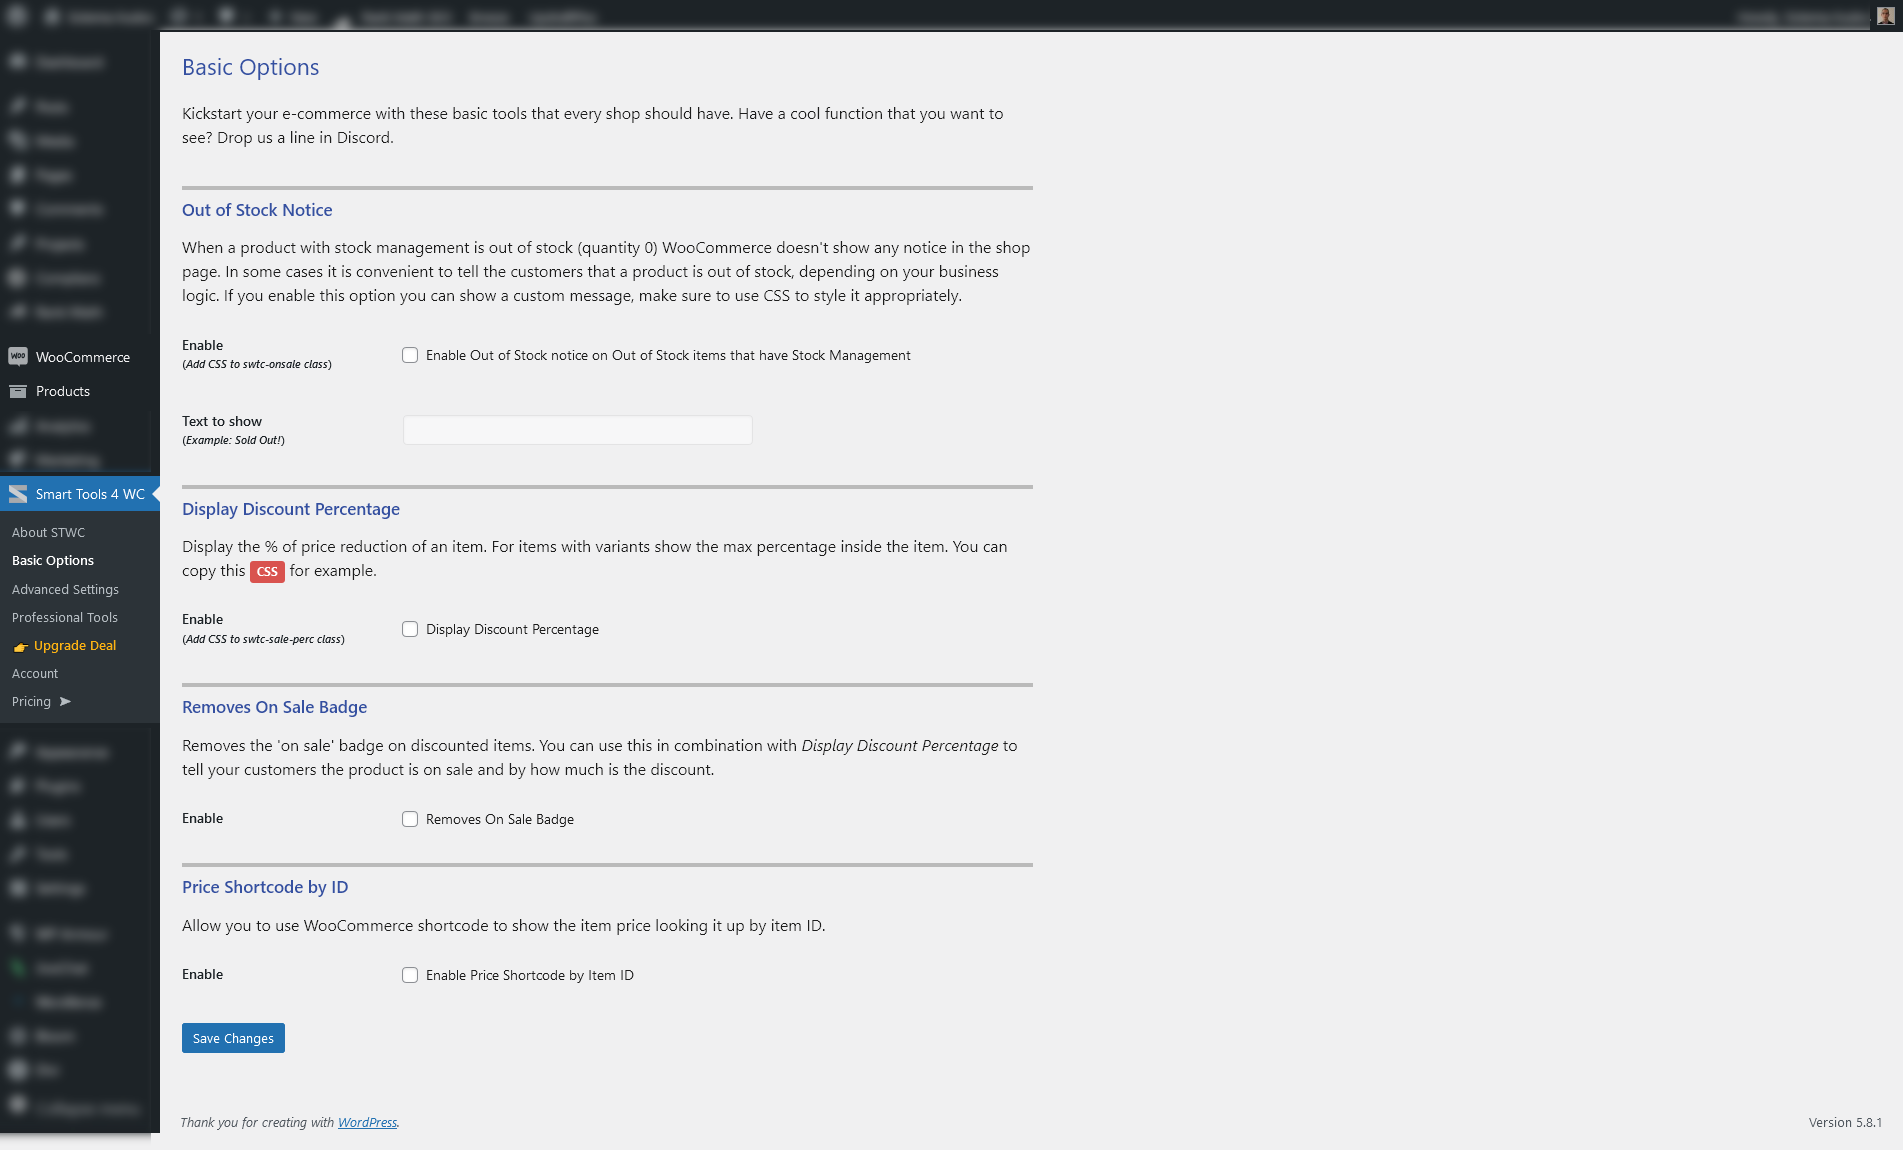 WooCommerce
Products
Smart Tools 4 WC
About STWC
Basic Options
Advanced Settings
Professional Tools
Upgrade Deal
Account
Pricing ➤
Basic Options
Kickstart your e-commerce with these basic tools that every shop should have. Have a cool function that you want to
see? Drop us a line in Discord.
Out of Stock Notice
When a product with stock management is out of stock (quantity 0) WooCommerce doesn't show any notice in the shop
page. In some cases it is convenient to tell the customers that a product is out of stock, depending on your business
logic. If you enable this option you can show a custom message, make sure to use CSS to style it appropriately.
Enable
(Add CSS to swtc-onsale class)
Enable Out of Stock notice on Out of Stock items that have Stock Management
Text to show
(Example: Sold Out!)
Display Discount Percentage
Display the % of price reduction of an item. For items with variants show the max percentage inside the item. You can
copy this CSS for example.
Enable
(Add CSS to swtc-sale-perc class)
Display Discount Percentage
Removes On Sale Badge
Removes the 'on sale' badge on discounted items. You can use this in combination with Display Discount Percentage to
tell your customers the product is on sale and by how much is the discount.
Enable
Removes On Sale Badge
Price Shortcode by ID
Allow you to use WooCommerce shortcode to show the item price looking it up by item ID.
Enable
Enable Price Shortcode by Item ID
Save Changes
Thank you for creating with WordPress.
Version 5.8.1